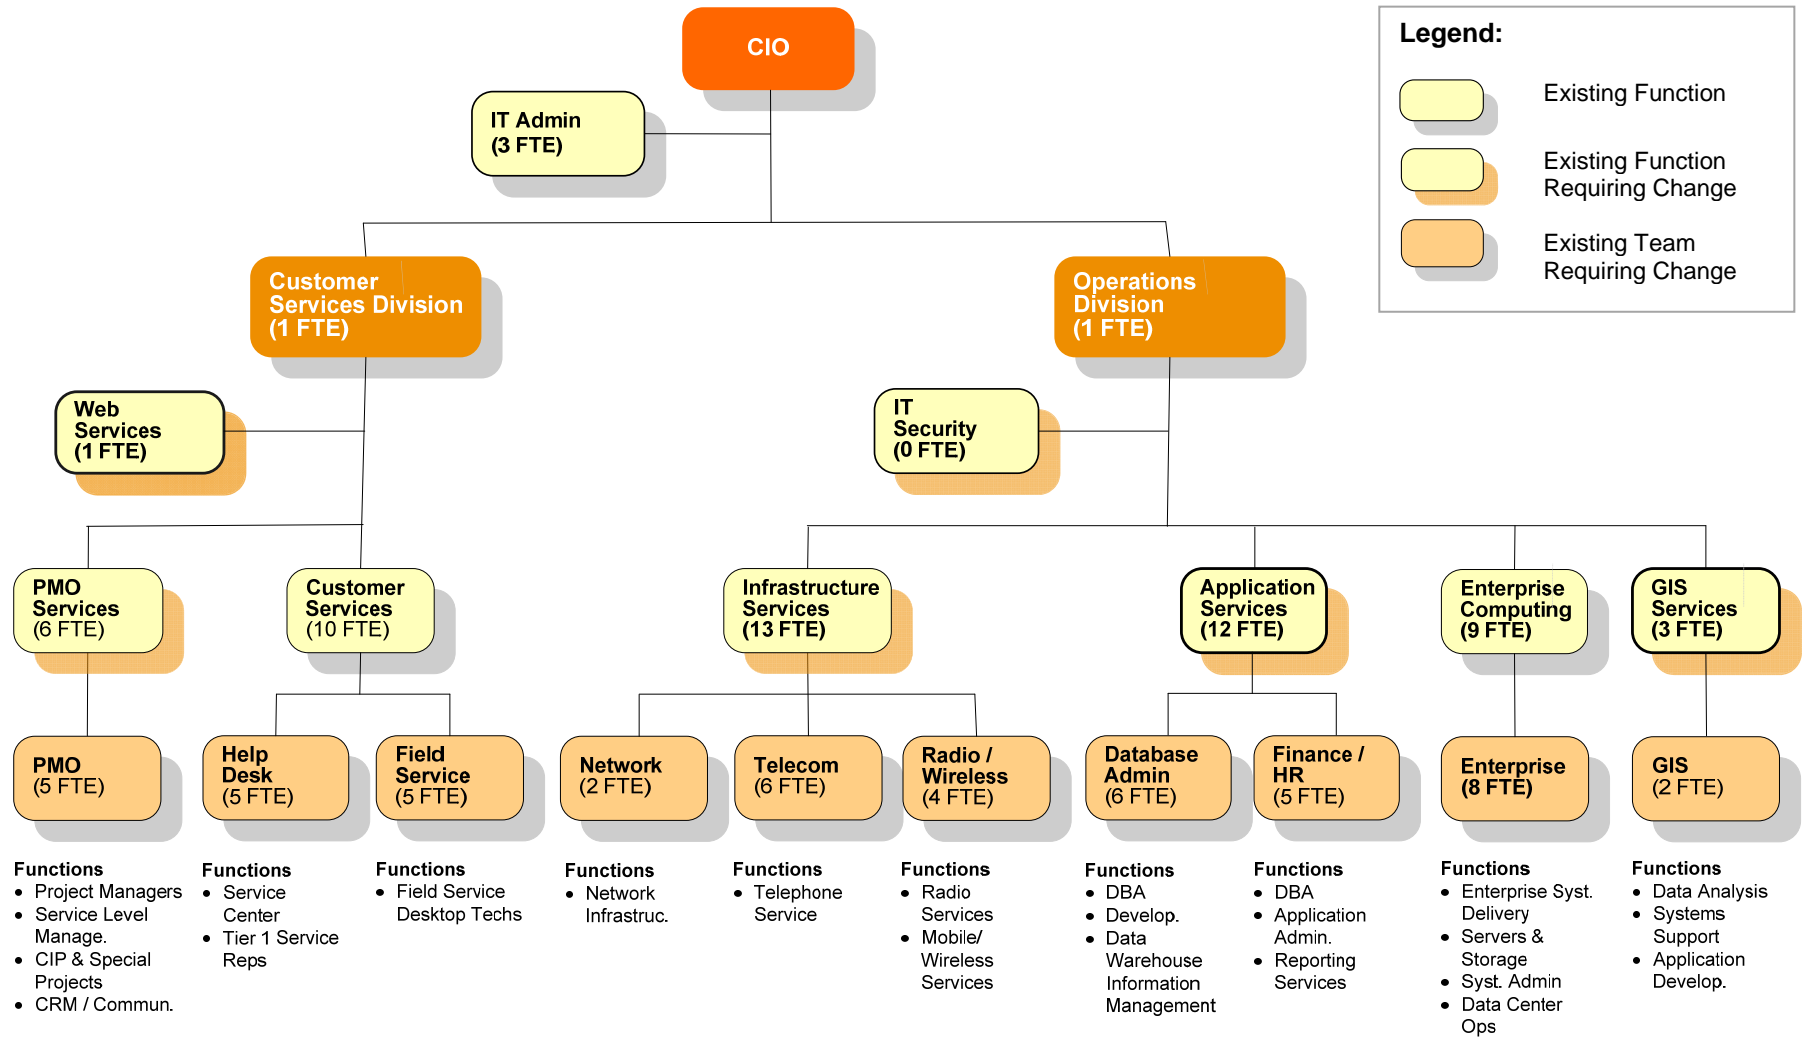 CIO
Legend:
Existing Function
Existing Function
Requiring Change
Existing Team
Requiring Change
IT Admin
(3 FTE)
Customer
Services Division
(1 FTE)
Operations
Division
(1 FTE)
Web
Services
(1 FTE)
IT
Security
(0 FTE)
PMO
Services
(6 FTE)
Customer
Services
(10 FTE)
Infrastructure
Services
(13 FTE)
Application
Services
(12 FTE)
Enterprise
Computing
(9 FTE)
GIS
Services
(3 FTE)
PMO
(5 FTE)
Help
Desk
(5 FTE)
Field
Service
(5 FTE)
Network
(2 FTE)
Telecom
(6 FTE)
Radio /
Wireless
(4 FTE)
Database
Admin
(6 FTE)
Finance /
HR
(5 FTE)
Enterprise
(8 FTE)
GIS
(2 FTE)
Functions
• Project Managers
• Service Level
Manage.
• CIP & Special
Projects
• CRM / Commun.
Functions
• Service
Center
• Tier 1 Service
Reps
Functions
• Field Service
Desktop Techs
Functions
• Network
Infrastruc.
Functions
• Telephone
Service
Functions
• Radio
Services
• Mobile/
Wireless
Services
Functions
• DBA
• Develop.
• Data
Warehouse
Information
Management
Functions
• DBA
• Application
Admin.
• Reporting
Services
Functions
• Enterprise Syst.
Delivery
• Servers &
Storage
• Syst. Admin
• Data Center
Ops
Functions
• Data Analysis
• Systems
Support
• Application
Develop.